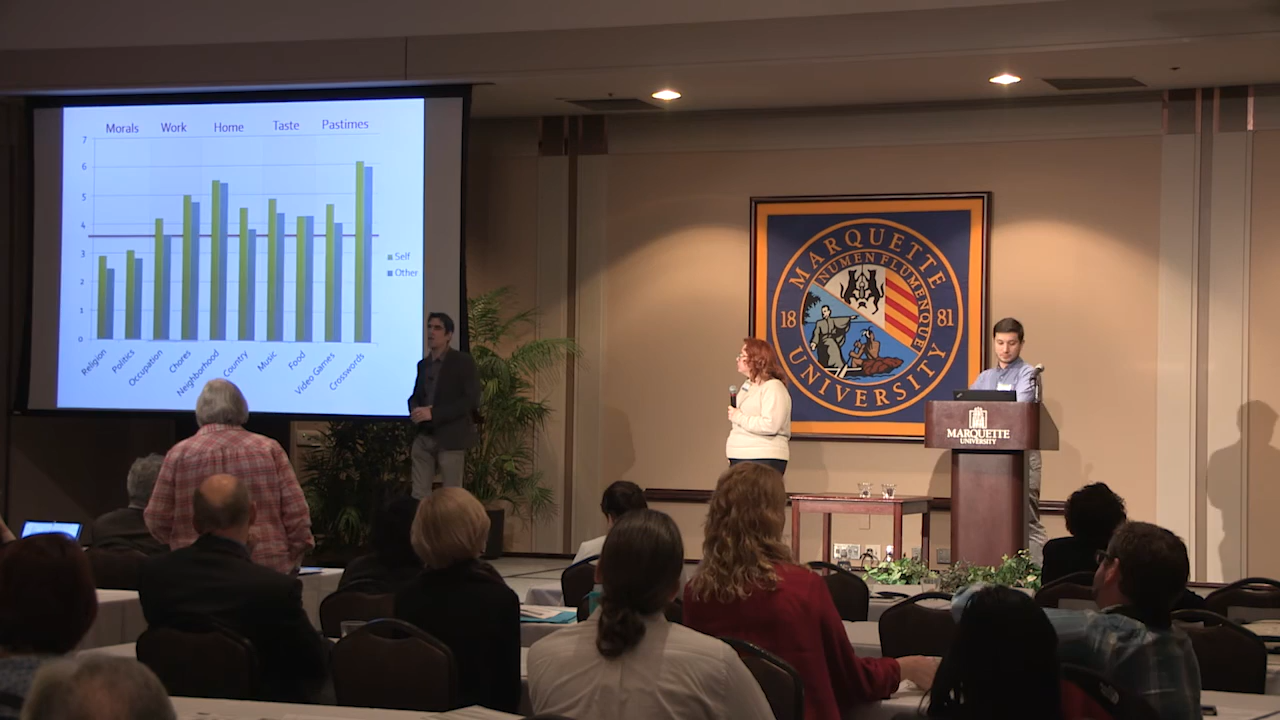 Morals Work Home Taste Pastimes
7
6
5
4
3
2
1
0
Self
Other
Religion
Politics
Occupation
Chores
Neighborhood
Country
Music
Food
Video Games
Crosswords
MARQUETTE
NUMEN FLUMENQUE
18 81
UNIVERSITY
MARQUETTE
UNIVERSITY